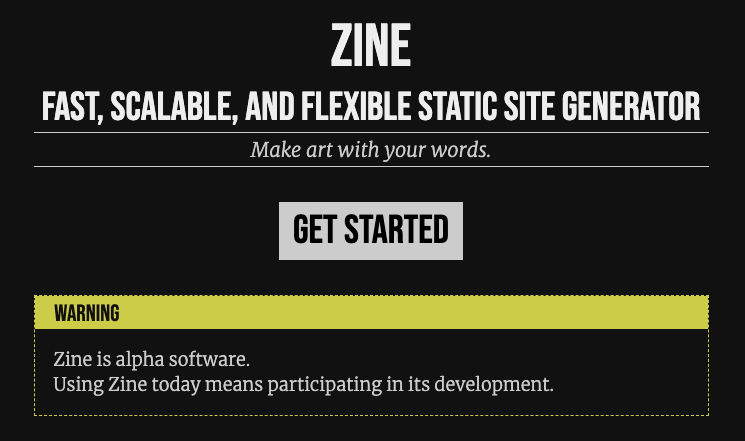 ZINE
FAST, SCALABLE, AND FLEXIBLE STATIC SITE GENERATOR
Make art with your words.
GET STARTED
WARNING
Zine is alpha software.
Using Zine today means participating in its development.